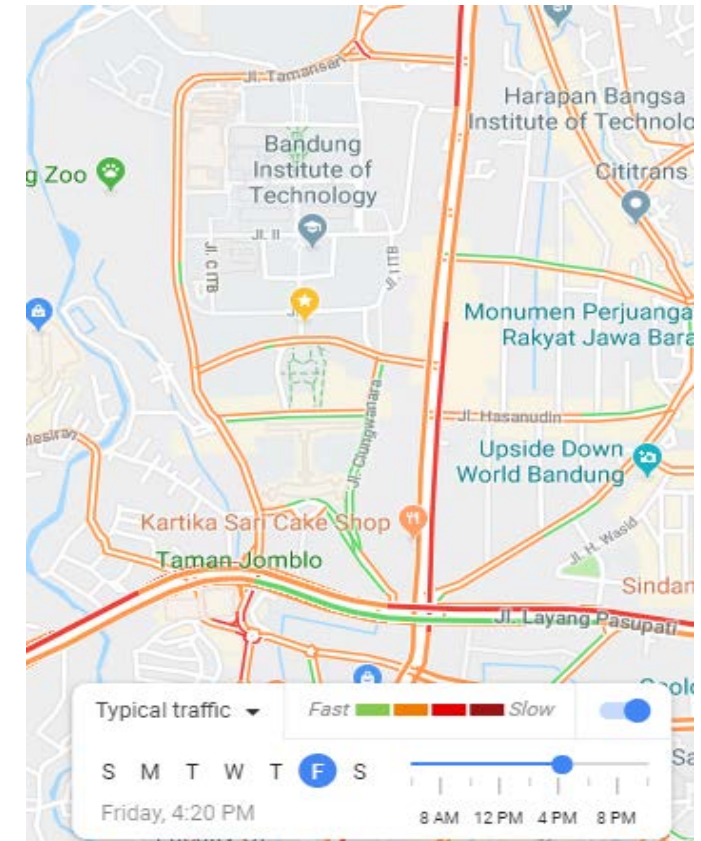 Jl. Tamansari
Harapan Bangsa
Institute of Technolo
Bandung
Institute of
Technology
g Zoo
Cititrans
Jl. II
Jl. CITB
Jl. I ITB
Monumen Perjuanga
Rakyat Jawa Bara
Jl. Hasanudin
lesiran
Jl. Ciungwanara
Upside Down
World Bandung
Kartika Sari Cake Shop
Jl. H. Wasid
Taman Jomblo
Sindan
Jl. Layang Pasupati
Typical traffic
Fast
Slow
S M T W T F S
Friday, 4:20 PM
8 AM 12 PM 4 PM 8 PM